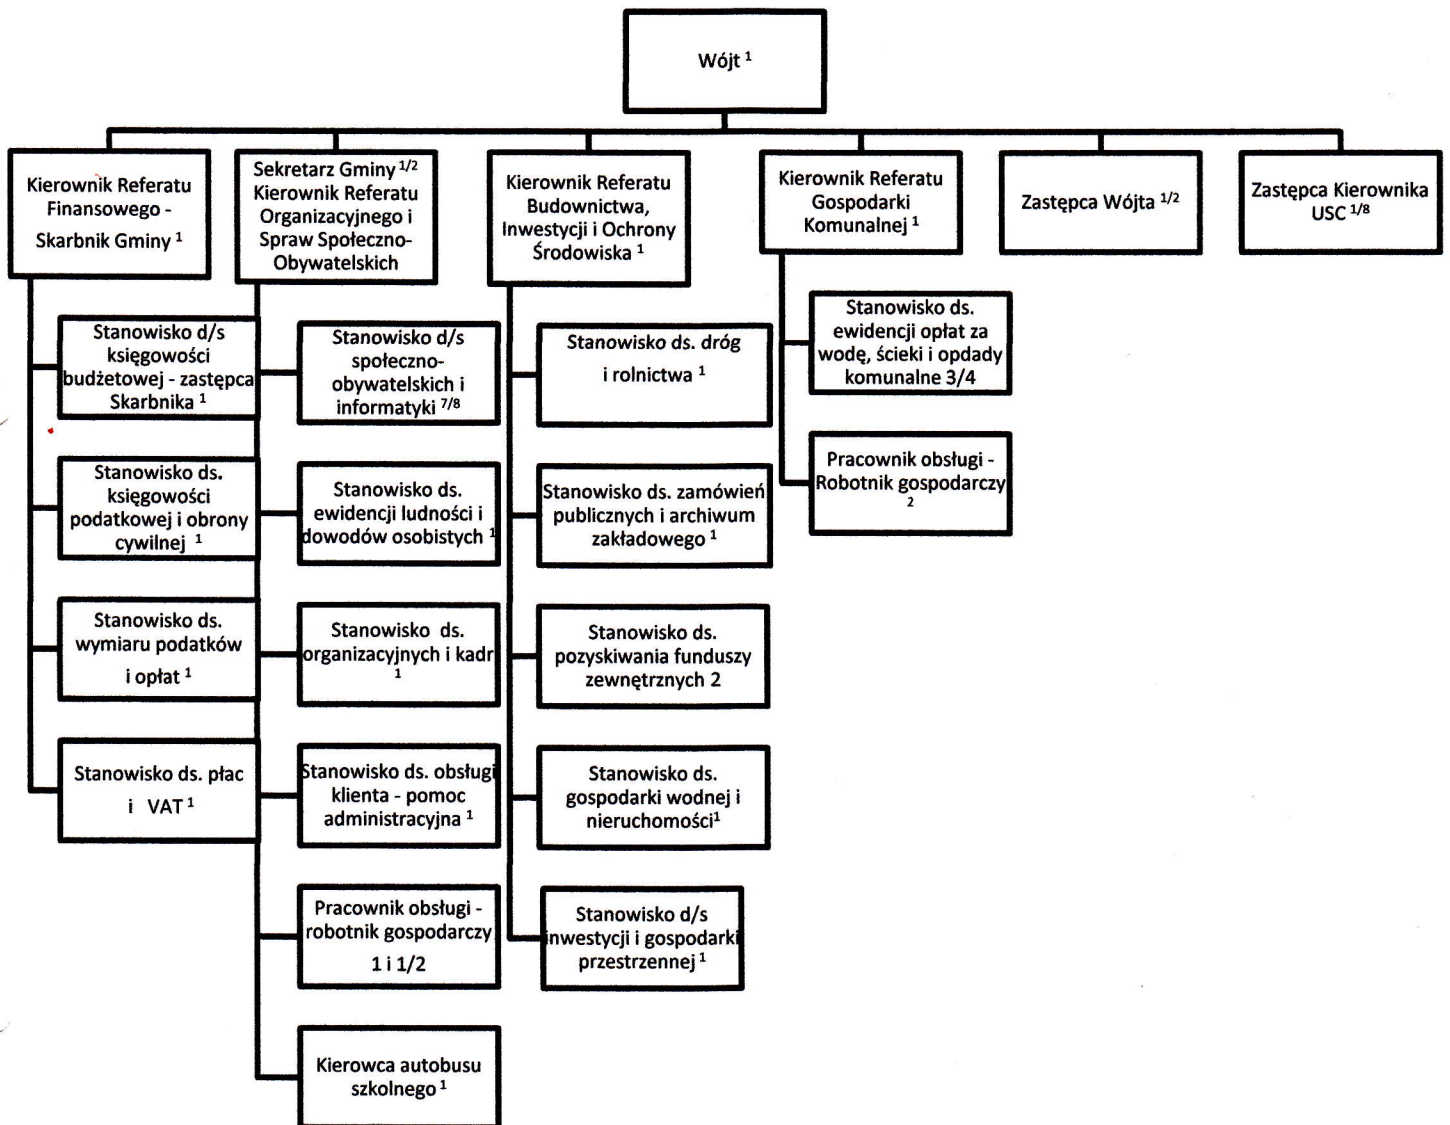 Wójt 1
Kierownik Referatu
Finansowego -
Skarbnik Gminy 1
Sekretarz Gminy 1/2
Kierownik Referatu
Organizacyjnego i
Spraw Społeczno-
Obywatelskich
Kierownik Referatu
Budownictwa,
Inwestycji i Ochrony
Środowiska 1
Kierownik Referatu
Gospodarki
Komunalnej 1
Zastępca Wójta 1/2
Zastępca Kierownika
USC 1/8
Stanowisko d/s
księgowości
budżetowej - zastępca
Skarbnika 1
Stanowisko ds.
księgowości
podatkowej i obrony
cywilnej 1
Stanowisko ds.
wymiaru podatków
i opłat 1
Stanowisko ds. płac
i VAT 1
Stanowisko d/s
społeczno-
obywatelskich i
informatyki 7/8
Stanowisko ds.
ewidencji ludności i
dowodów osobistych 1
Stanowisko ds.
organizacyjnych i kadr
1
Stanowisko ds. obsługi
klienta - pomoc
administracyjna 1
Pracownik obsługi -
robotnik gospodarczy
1 i 1/2
Kierowca autobusu
szkolnego 1
Stanowisko ds. dróg
i rolnictwa 1
Stanowisko ds. zamówień
publicznych i archiwum
zakładowego 1
Stanowisko ds.
pozyskiwania funduszy
zewnętrznych 2
Stanowisko ds.
gospodarki wodnej i
nieruchomości 1
Stanowisko d/s
inwestycji i gospodarki
przestrzennej 1
Stanowisko ds.
ewidencji opłat za
wodę, ścieki i opdady
komunalne 3/4
Pracownik obsługi -
Robotnik gospodarczy
2